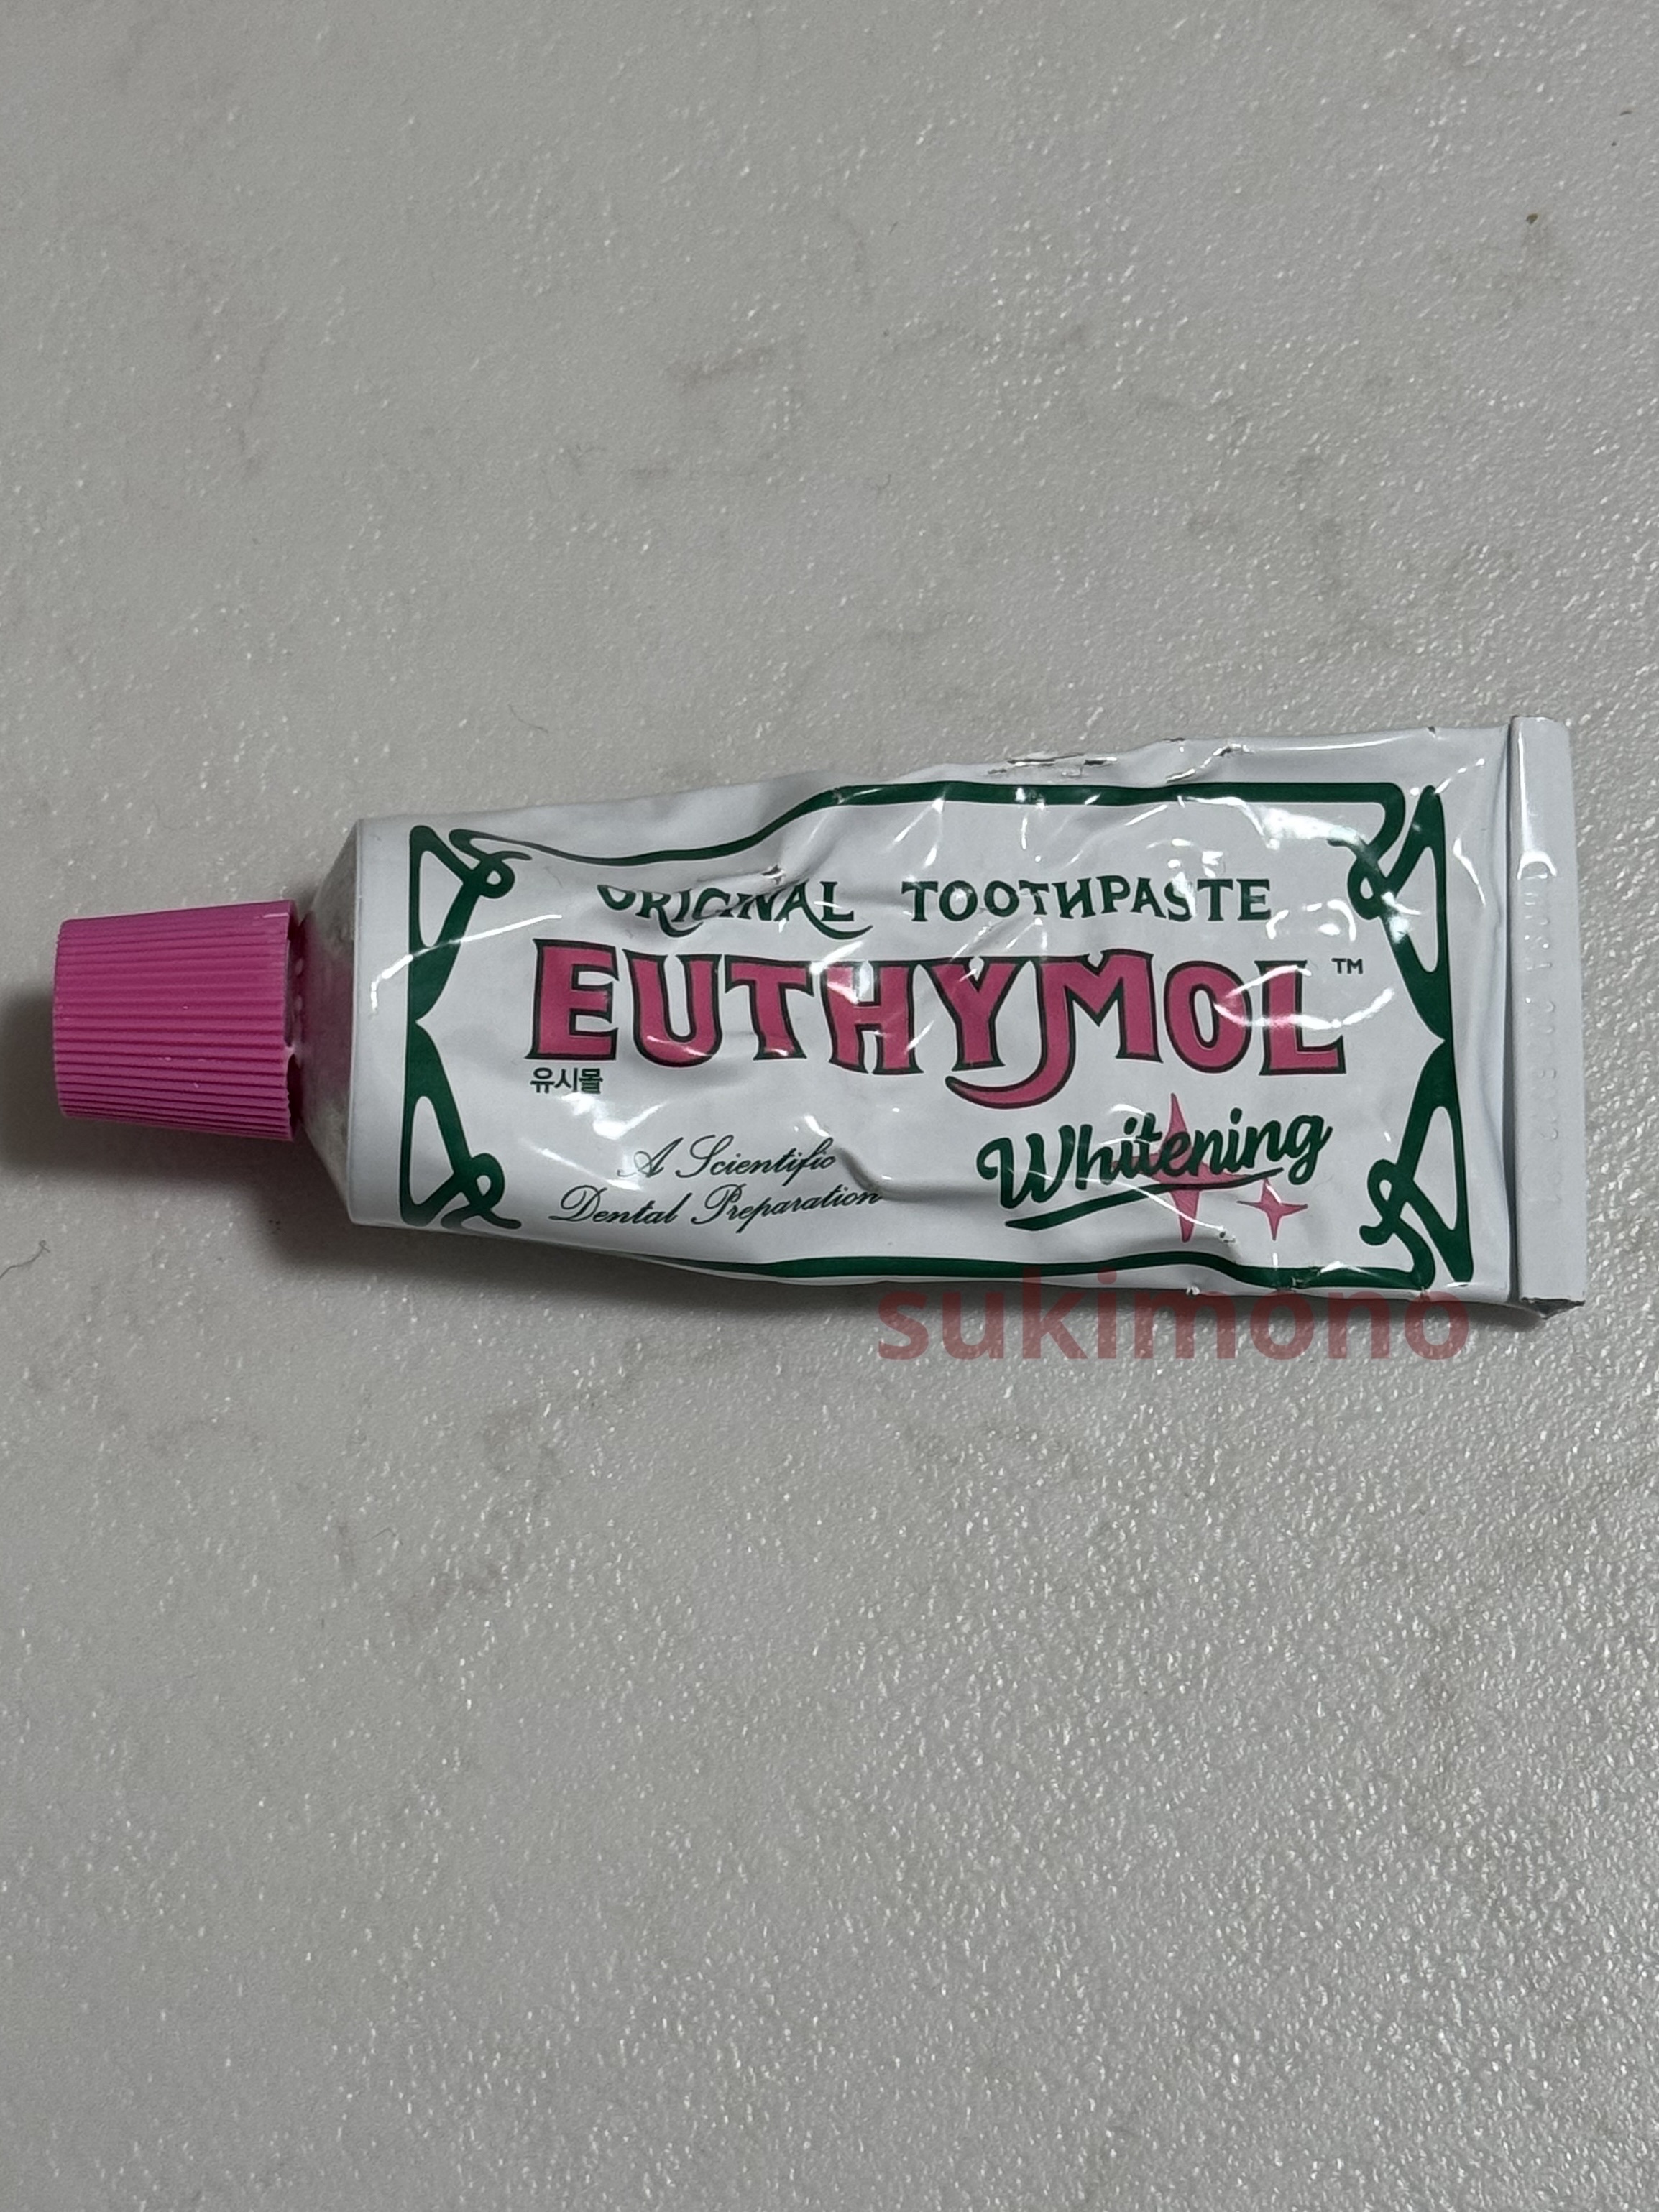 ORIGINAL TOOTHPASTE
EUTHYMOL™
유시몰
A Scientific
Dental Preparation
Whitening
sukimono